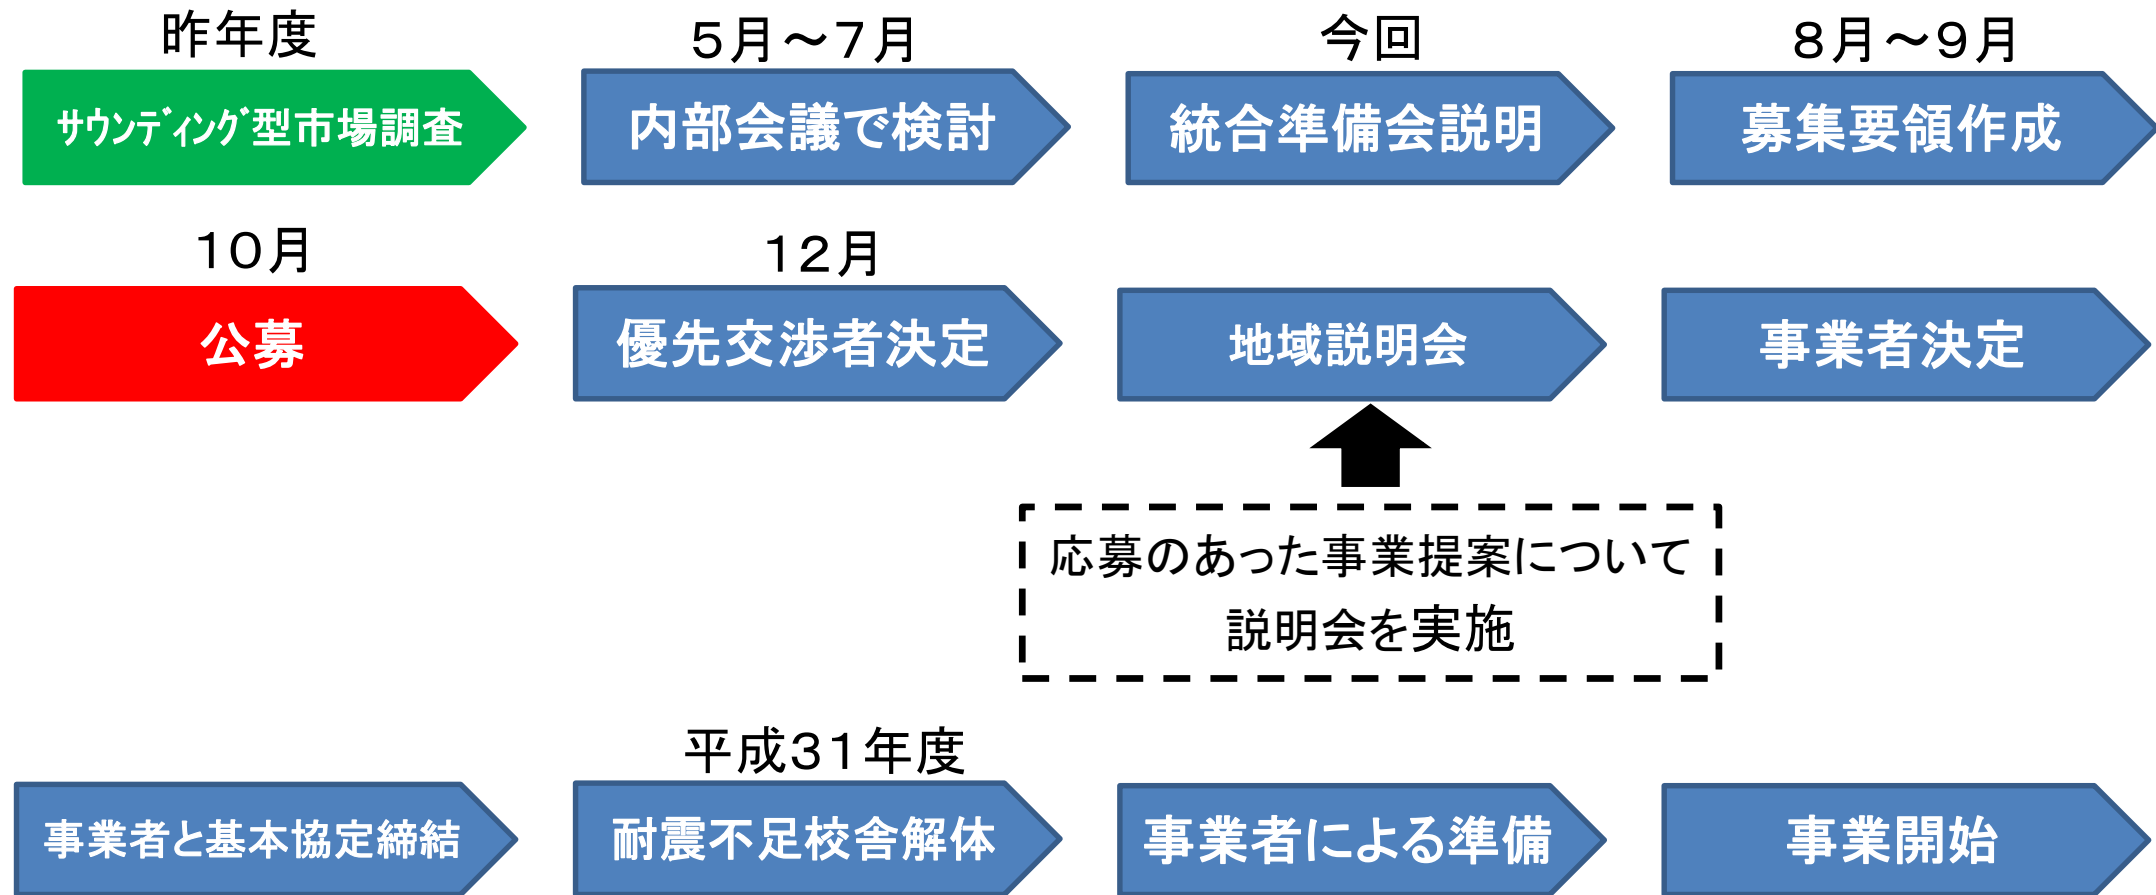 昨年度
5月～7月
今回
8月～9月
サウンディング型市場調査
内部会議で検討
統合準備会説明
募集要領作成
10月
12月
公募
優先交渉者決定
地域説明会
事業者決定
応募のあった事業提案について
説明会を実施
平成31年度
事業者と基本協定締結
耐震不足校舎解体
事業者による準備
事業開始